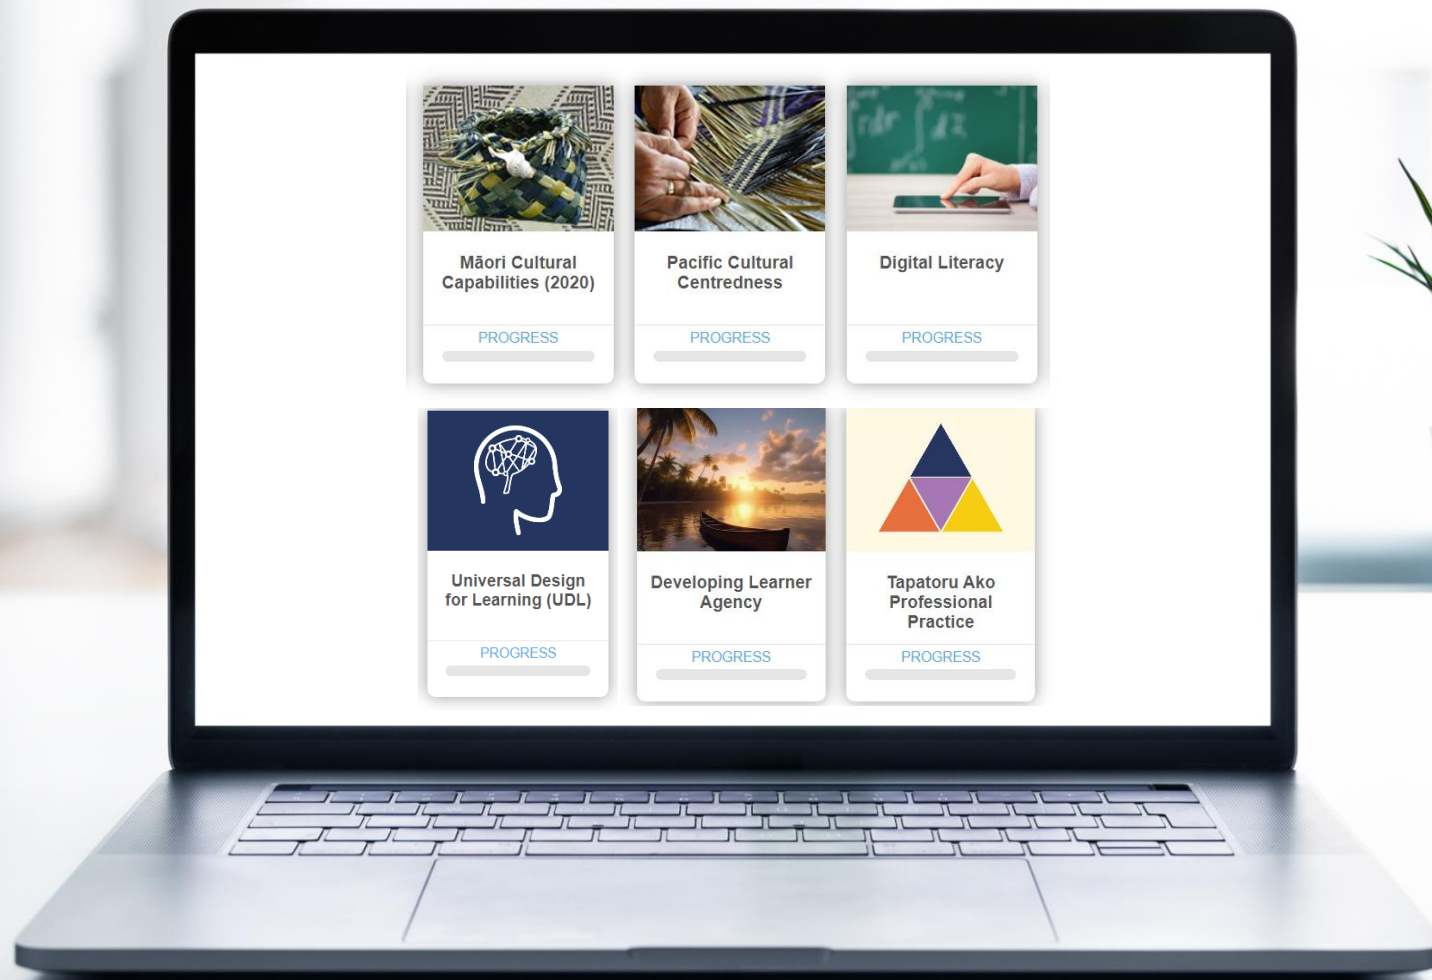 Māori Cultural
Capabilities (2020)
PROGRESS
Pacific Cultural
Centredness
PROGRESS
Digital Literacy
PROGRESS
Universal Design
for Learning (UDL)
PROGRESS
Developing Learner
Agency
PROGRESS
Tapatoru Ako
Professional
Practice
PROGRESS